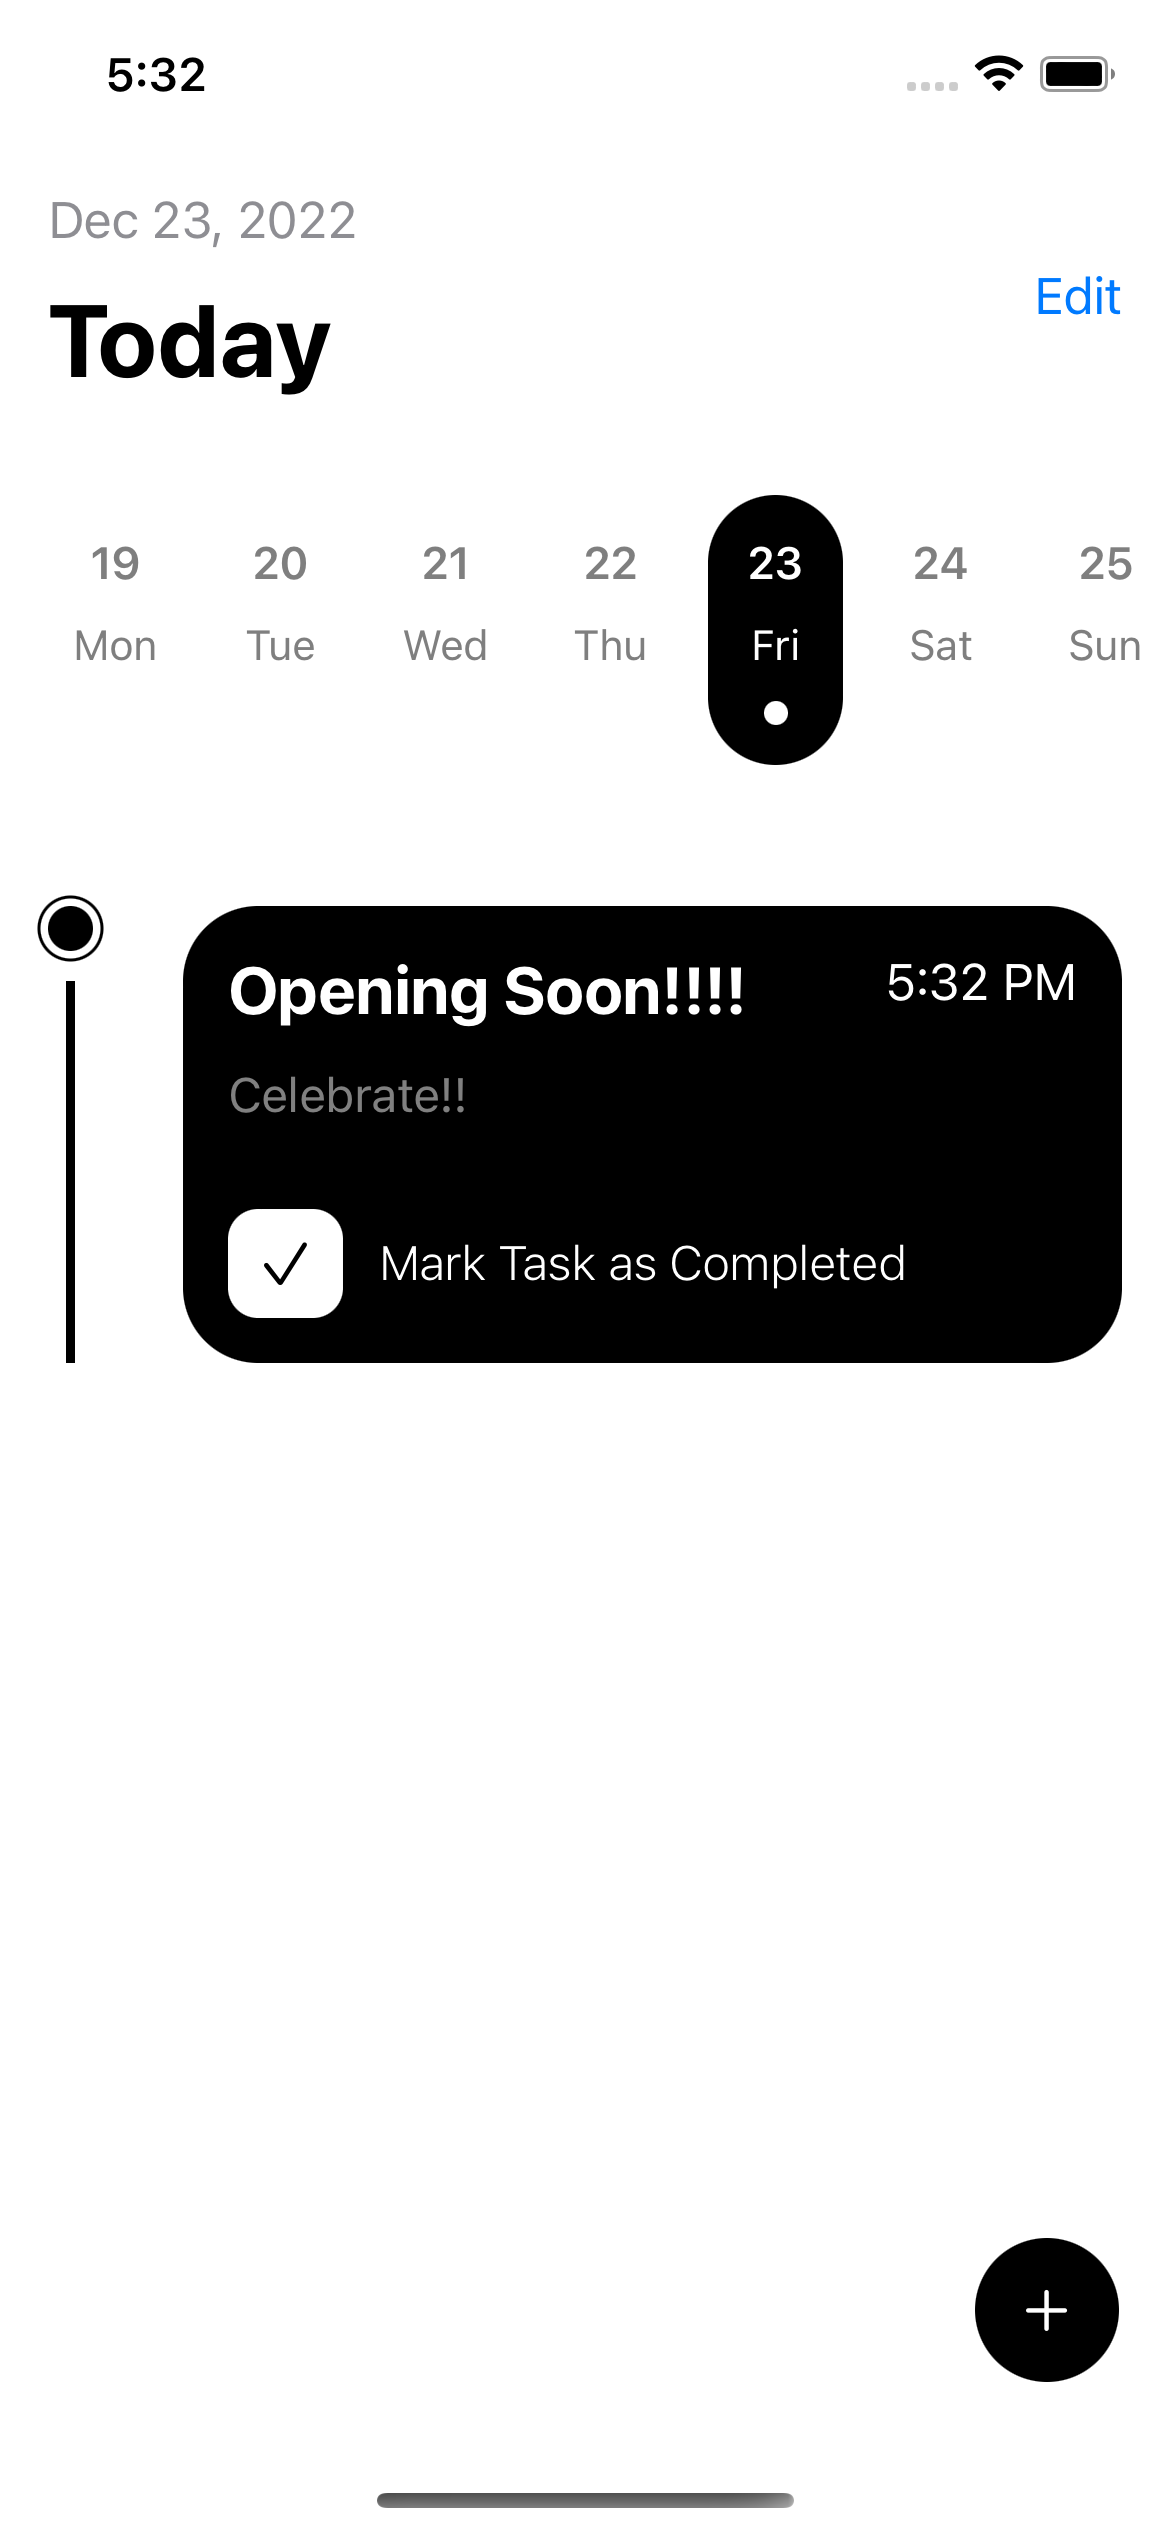 5:32
Dec 23, 2022
Edit
Today
19 20 21 22 23 24 25
Mon Tue Wed Thu Fri Sat Sun
Opening Soon!!!! 5:32 PM
Celebrate!!
Mark Task as Completed